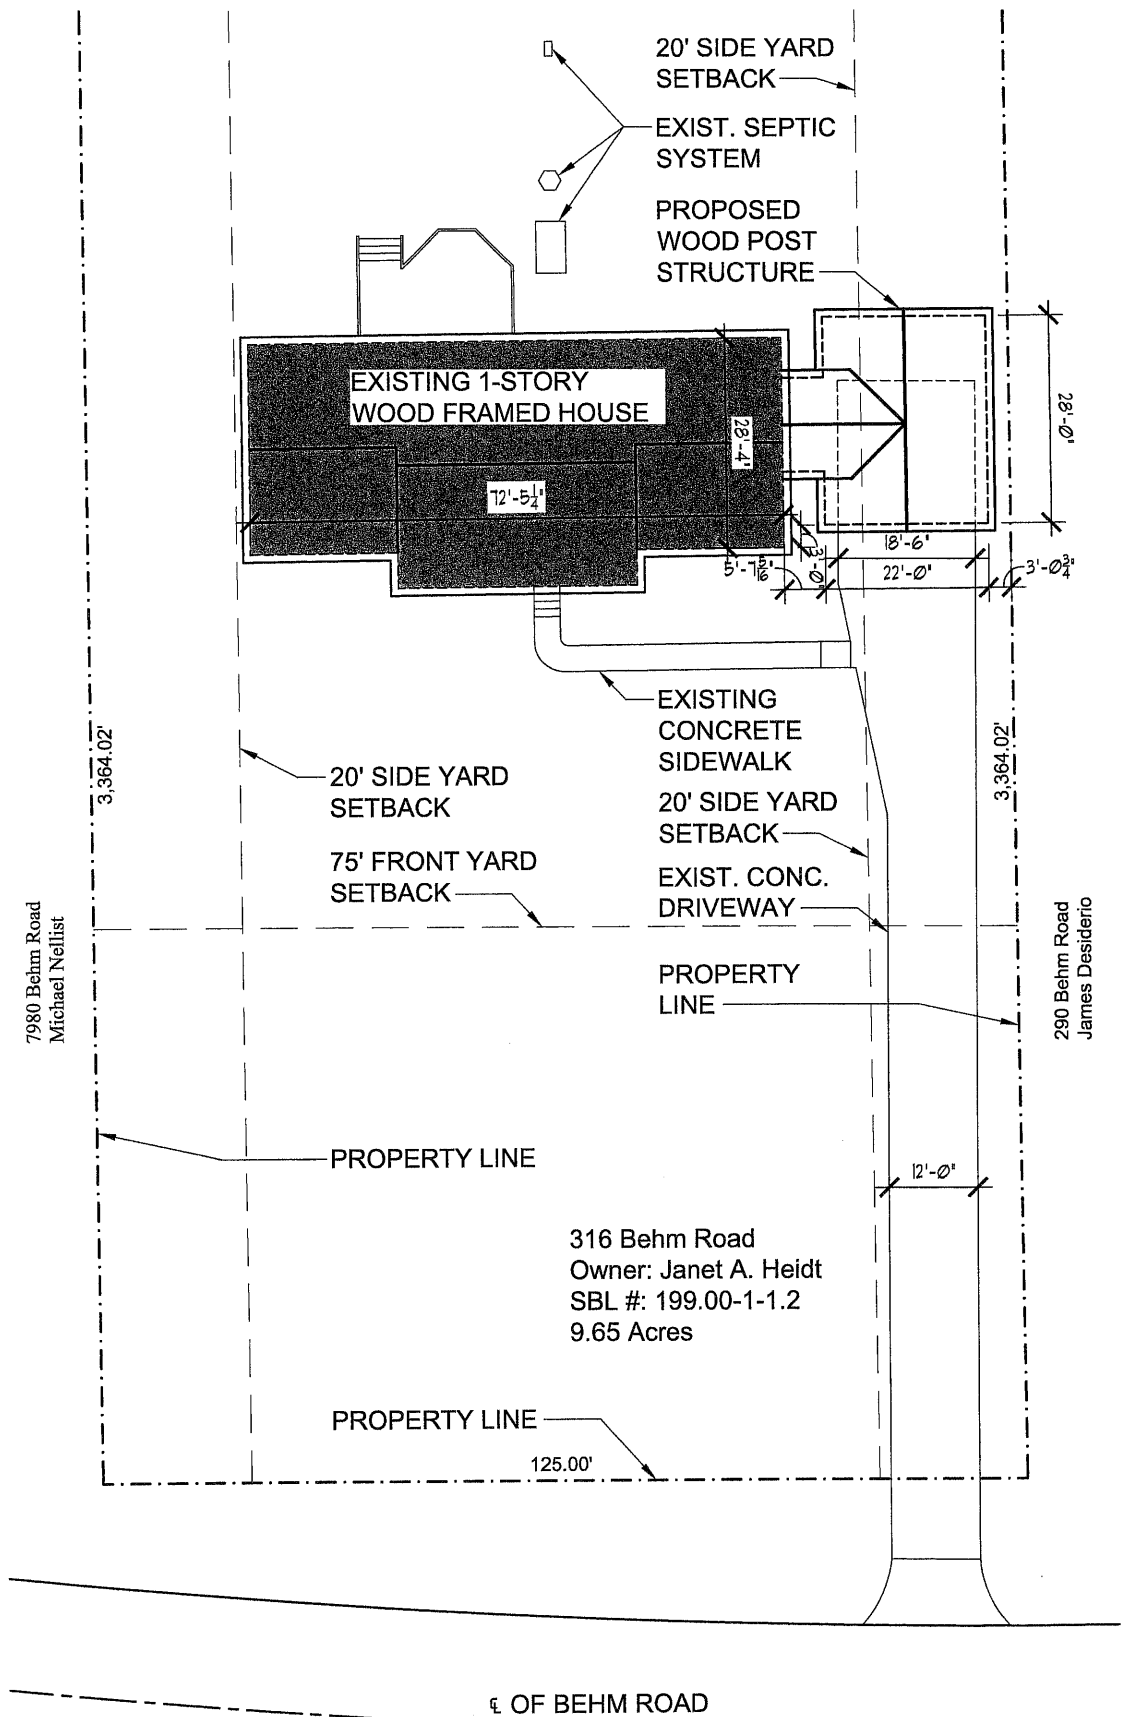 20' SIDE YARD
SETBACK
EXIST. SEPTIC
SYSTEM
PROPOSED
WOOD POST
STRUCTURE
EXISTING 1-STORY
WOOD FRAMED HOUSE
28'-4"
28'-0"
72'-5¼"
18'-6"
3'-0"
5'-7 5/16"
22'-0"
3'-0¾"
EXISTING
CONCRETE
SIDEWALK
3,364.02'
3,364.02'
20' SIDE YARD
SETBACK
20' SIDE YARD
SETBACK
75' FRONT YARD
SETBACK
EXIST. CONC.
DRIVEWAY
7980 Behm Road
Michael Nellist
290 Behm Road
James Desiderio
PROPERTY
LINE
PROPERTY LINE
12'-0"
316 Behm Road
Owner: Janet A. Heidt
SBL #: 199.00-1-1.2
9.65 Acres
PROPERTY LINE
125.00'
℄ OF BEHM ROAD